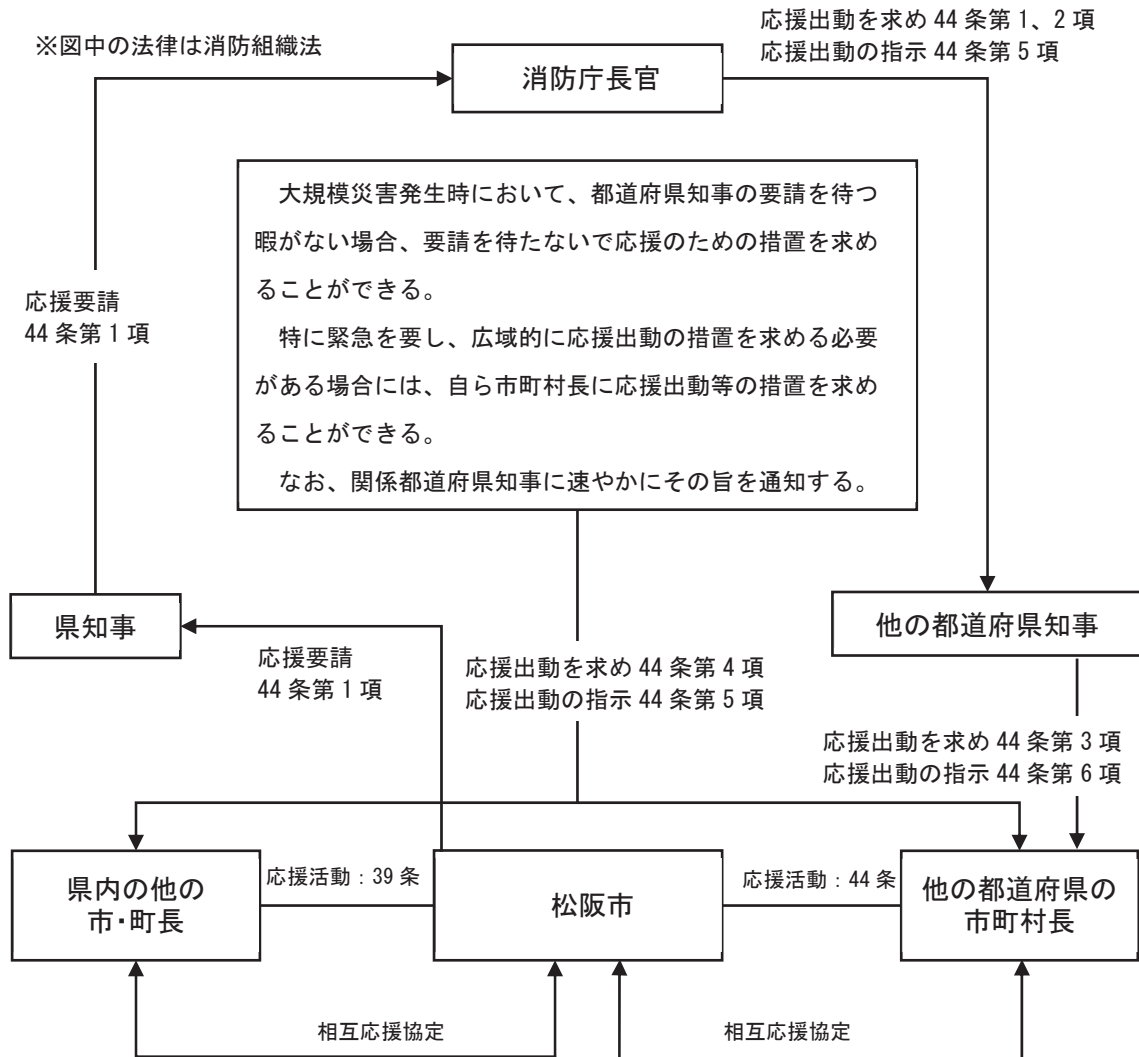 ※図中の法律は消防組織法
消防庁長官
応援出動を求め 44 条第 1、2 項
応援出動の指示 44 条第 5 項
大規模災害発生時において、都道府県知事の要請を待つ
暇がない場合、要請を待たないで応援のための措置を求め
ることができる。
特に緊急を要し、広域的に応援出動の措置を求める必要
がある場合には、自ら市町村長に応援出動等の措置を求め
ることができる。
なお、関係都道府県知事に速やかにその旨を通知する。
応援要請
44 条第 1 項
県知事
他の都道府県知事
応援要請
44 条第 1 項
応援出動を求め 44 条第 4 項
応援出動の指示 44 条第 5 項
応援出動を求め 44 条第 3 項
応援出動の指示 44 条第 6 項
県内の他の
市・町長
応援活動：39 条
松阪市
応援活動：44 条
他の都道府県の
市町村長
相互応援協定
相互応援協定